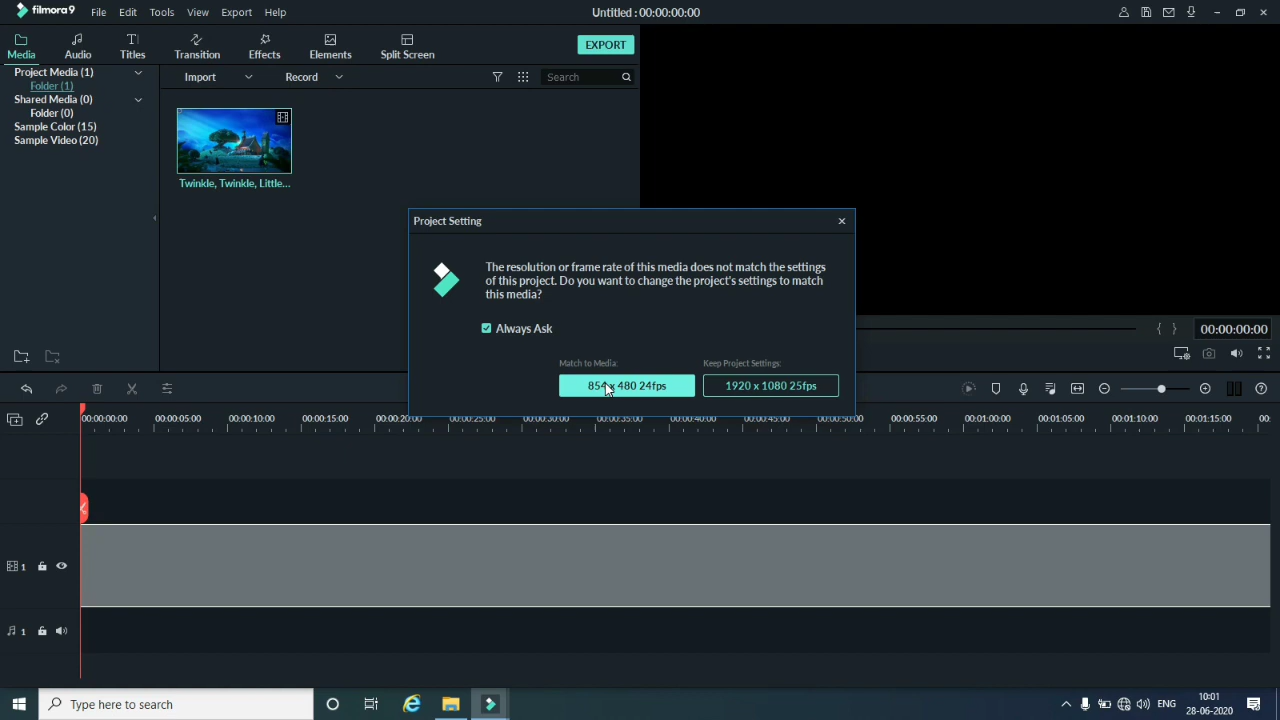 filmora9 File Edit Tools View Export Help Untitled : 00:00:00:00
Media Audio Titles Transition Effects Elements Split Screen EXPORT
Project Media (1) Import Record Search
Folder (1)
Shared Media (0)
Folder (0)
Sample Color (15)
Sample Video (20)
Twinkle, Twinkle, Little...
Project Setting
The resolution or frame rate of this media does not match the settings
of this project. Do you want to change the project's settings to match
this media?
Always Ask
Match to Media: Keep Project Settings:
854 x 480 24fps 1920 x 1080 25fps
{ } 00:00:00:00
00:00:00:00 00:00:05:00 00:00:10:00 00:00:15:00 00:00:20:00 00:00:25:00 00:00:30:00 00:00:35:00 00:00:40:00 00:00:45:00 00:00:50:00 00:00:55:00 00:01:00:00 00:01:05:00 00:01:10:00 00:01:15:00 00:
1
1
Type here to search ENG 10:01
28-06-2020